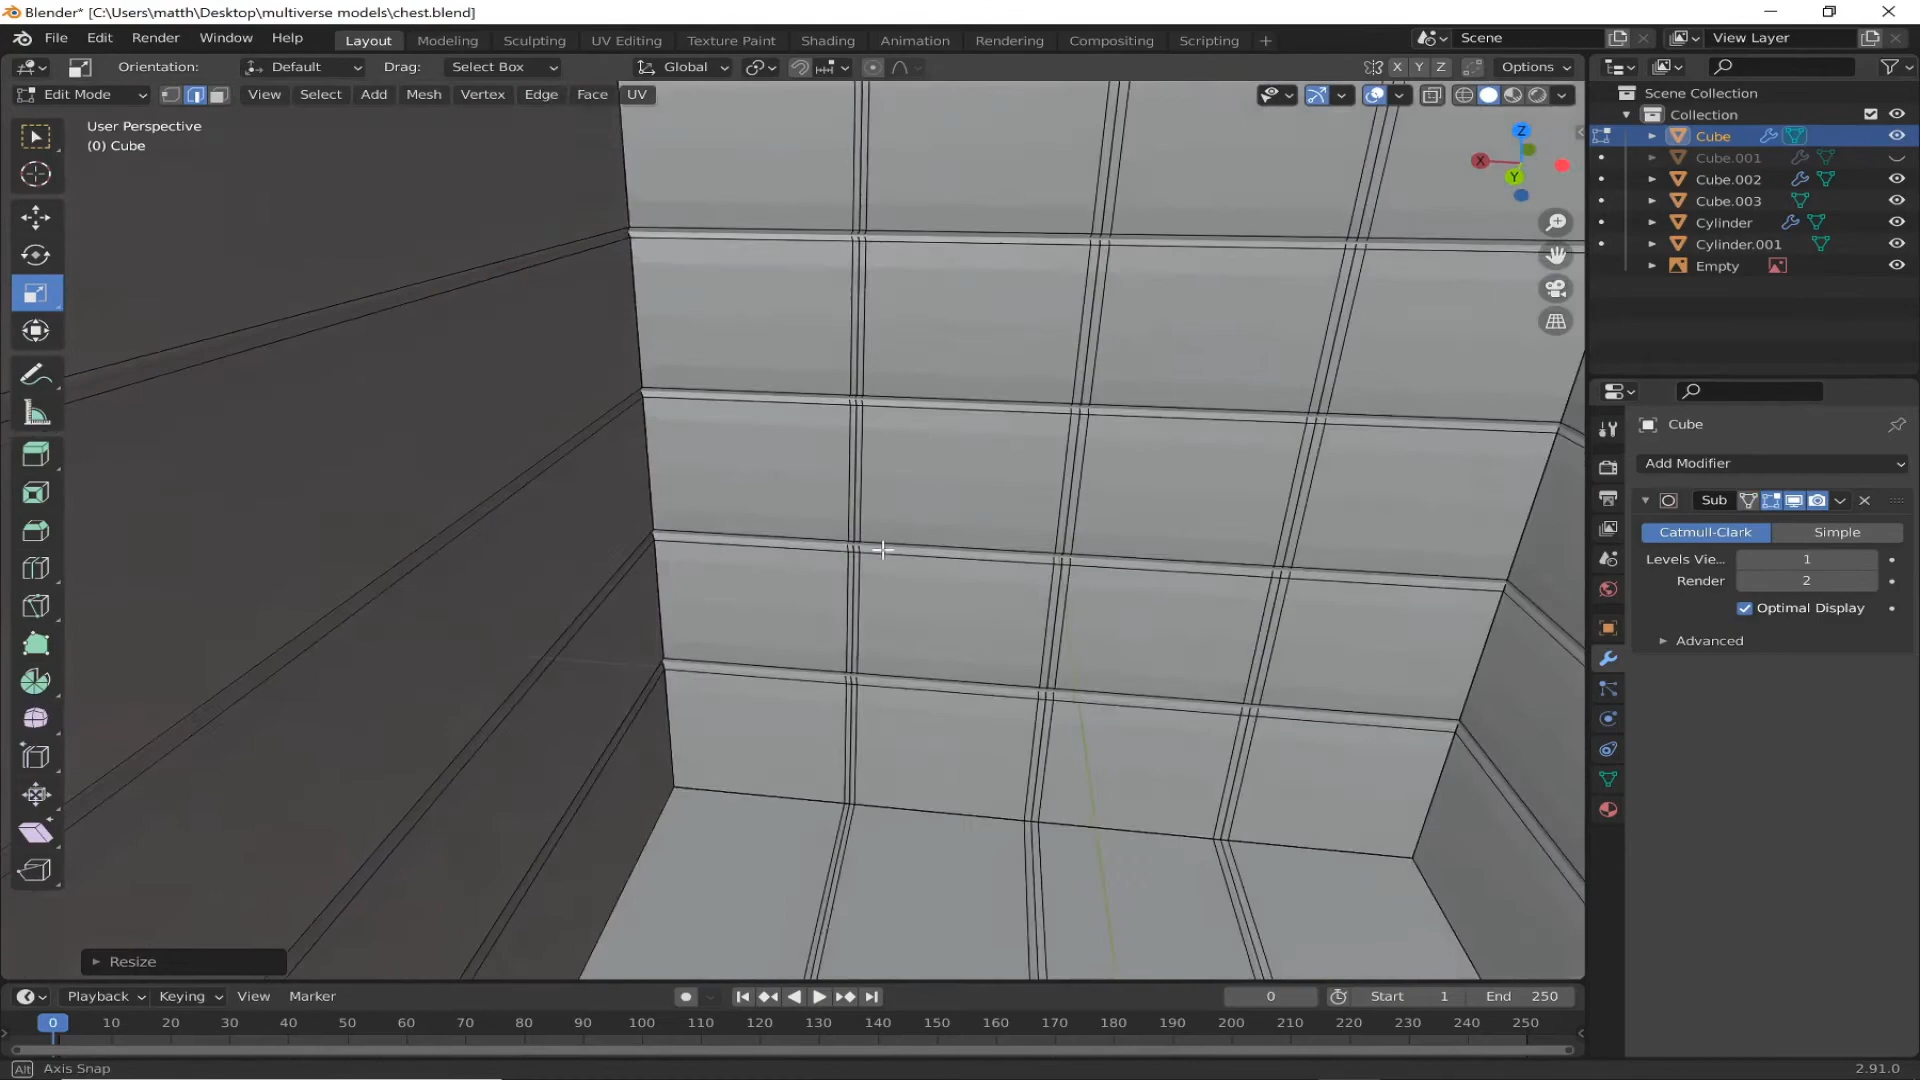 Blender* [C:\Users\matth\Desktop\multiverse models\chest.blend]
File Edit Render Window Help Layout Modeling Sculpting UV Editing Texture Paint Shading Animation Rendering Compositing Scripting + Scene View Layer
Orientation: Default Drag: Select Box Global X Y Z Options
Edit Mode View Select Add Mesh Vertex Edge Face UV
User Perspective
(0) Cube
Z
X
Y
Scene Collection
Collection
Cube
Cube.001
Cube.002
Cube.003
Cylinder
Cylinder.001
Empty
Cube
Add Modifier
Sub
Catmull-Clark Simple
Levels Vie... 1
Render 2
Optimal Display
Advanced
Resize
Playback Keying View Marker 0 Start 1 End 250
0 10 20 30 40 50 60 70 80 90 100 110 120 130 140 150 160 170 180 190 200 210 220 230 240 250
Alt Axis Snap 2.91.0